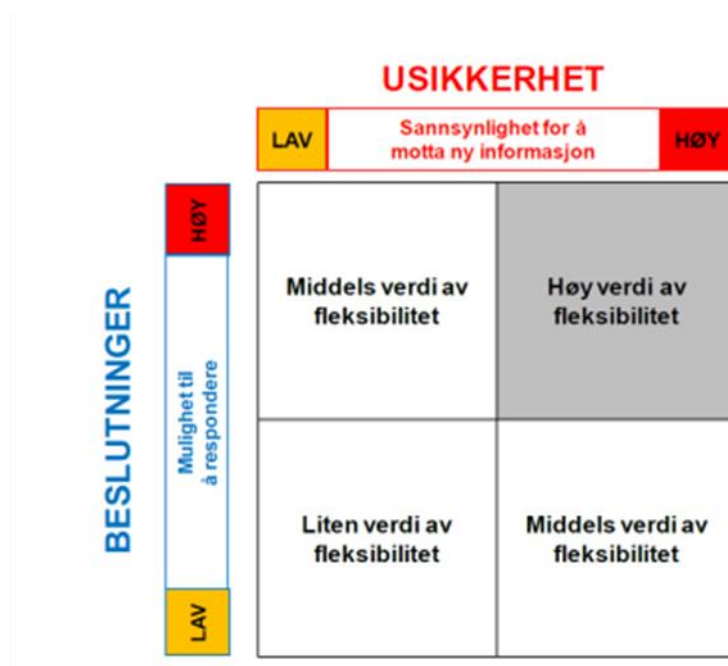 USIKKERHET
LAV
Sannsynlighet for å
motta ny informasjon
HØY
BESLUTNINGER
HØY
Mulighet til
å respondere
LAV
Middels verdi av
fleksibilitet
Høy verdi av
fleksibilitet
Liten verdi av
fleksibilitet
Middels verdi av
fleksibilitet